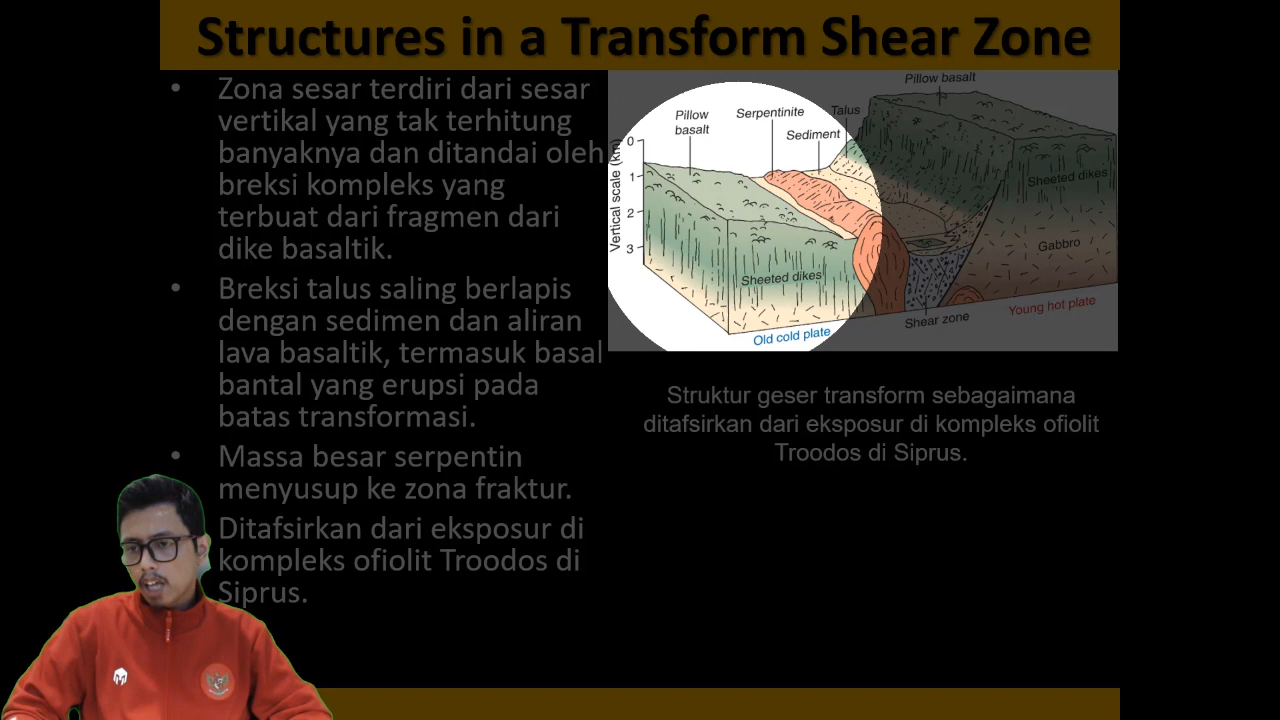 Structures in a Transform Shear Zone
• Zona sesar terdiri dari sesar
vertikal yang tak terhitung
banyaknya dan ditandai oleh
breksi kompleks yang
terbuat dari fragmen dari
dike basaltik.
• Breksi talus saling berlapis
dengan sedimen dan aliran
lava basaltik, termasuk basal
bantal yang erupsi pada
batas transformasi.
• Massa besar serpentin
menyusup ke zona fraktur.
Ditafsirkan dari eksposur di
kompleks ofiolit Troodos di
Siprus.
Pillow basalt
Talus
Serpentinite
Pillow
basalt
Sediment
Vertical scale (km)
0
1
2
3
Sheeted dikes
Gabbro
Sheeted dikes
Young hot plate
Shear zone
Old cold plate
Struktur geser transform sebagaimana
ditafsirkan dari eksposur di kompleks ofiolit
Troodos di Siprus.